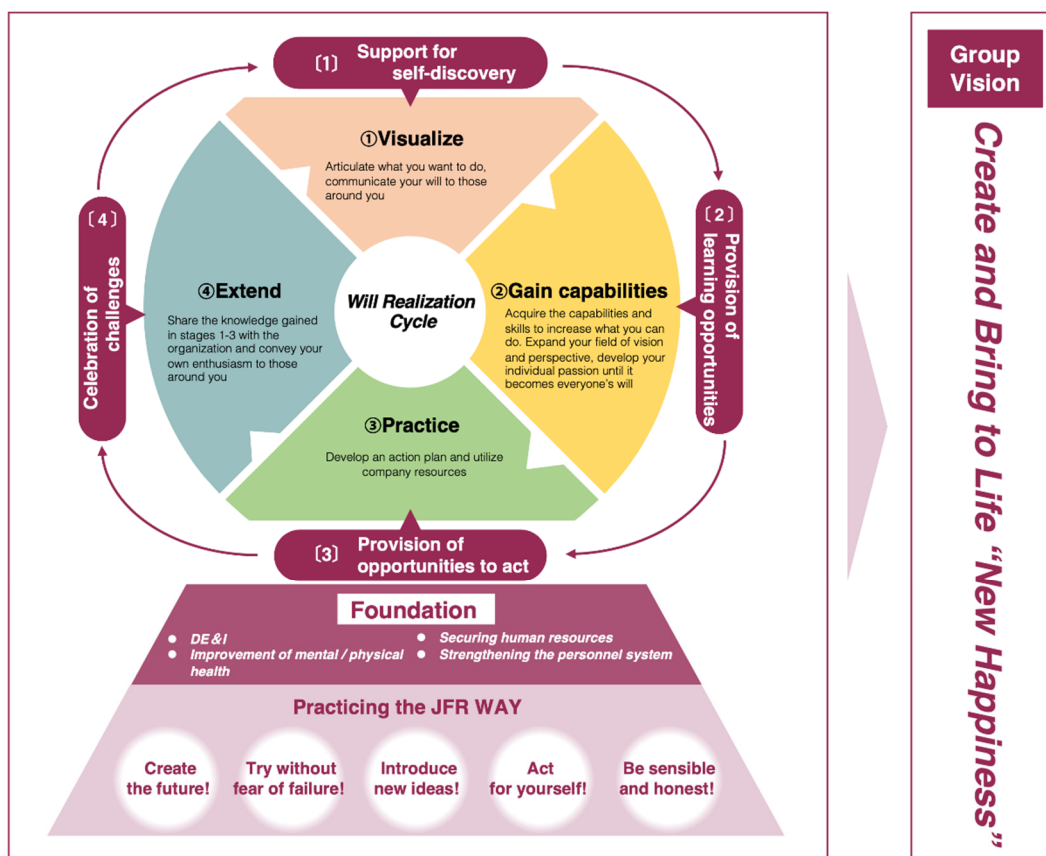 〔1〕 Support for
self-discovery
①Visualize
Articulate what you want to do,
communicate your will to those
around you
〔2〕 Provision of
learning opportunities
②Gain capabilities
Acquire the capabilities and
skills to increase what you can
do. Expand your field of vision
and perspective, develop your
individual passion until it
becomes everyone's will
Will Realization
Cycle
〔3〕 Provision of
opportunities to act
③Practice
Develop an action plan and utilize
company resources
〔4〕 Celebration of
challenges
④Extend
Share the knowledge gained
in stages 1-3 with the
organization and convey your
own enthusiasm to those
around you
Foundation
● DE&I
● Improvement of mental / physical
health
● Securing human resources
● Strengthening the personnel system
Practicing the JFR WAY
Create
the future!
Try without
fear of failure!
Introduce
new ideas!
Act
for yourself!
Be sensible
and honest!
Group
Vision
Create and Bring to Life “New Happiness”